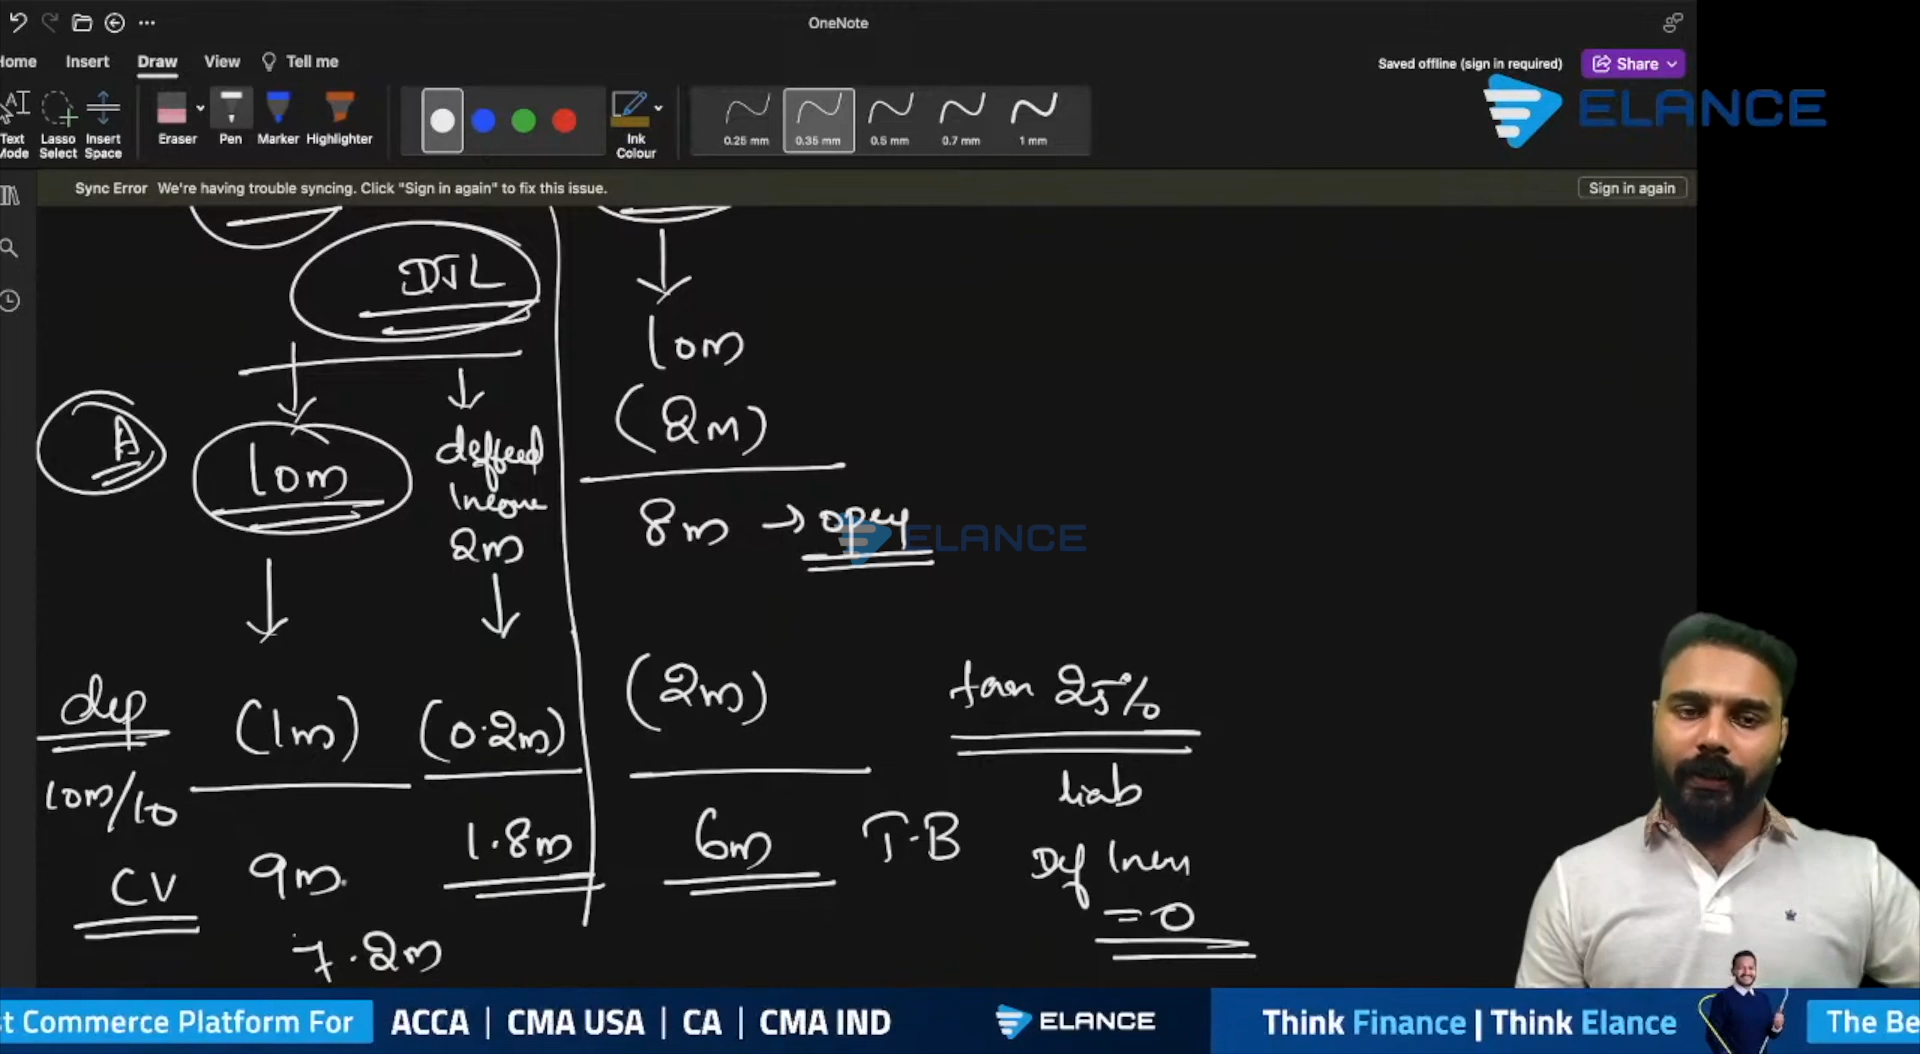 OneNote
Home Insert Draw View Tell me
Saved offline (sign in required)
Share
Text Mode
Lasso Select
Insert Space
Eraser
Pen
Marker
Highlighter
Ink Colour
0.25 mm
0.35 mm
0.5 mm
0.7 mm
1 mm
ELANCE
Sync Error We're having trouble syncing. Click "Sign in again" to fix this issue.
Sign in again
DTL
10m
A
10m
Income
2m
(2m)
8m →
ELANCE
dep
(1m)
(0.2m)
(2m)
25%
10m/10
liab
CV
9m
1.8m
6m
T.B
Def
= 0
7.2m
st Commerce Platform For
ACCA | CMA USA | CA | CMA IND
ELANCE
Think Finance | Think Elance
The Be